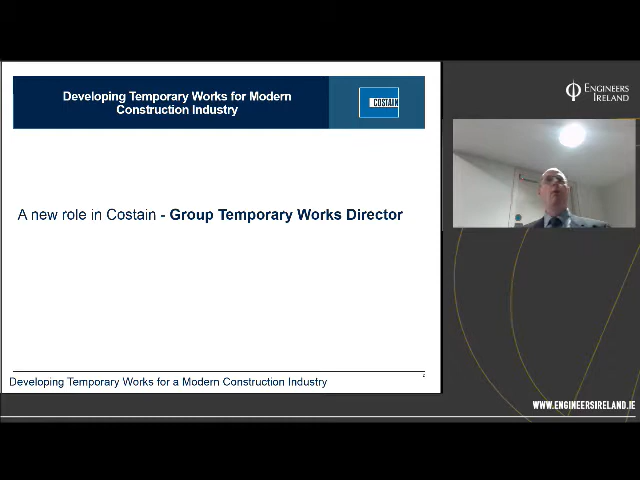 Developing Temporary Works for Modern
Construction Industry
COSTAIN
ENGINEERS
IRELAND
A new role in Costain - Group Temporary Works Director
Developing Temporary Works for a Modern Construction Industry
2
WWW.ENGINEERSIRELAND.IE